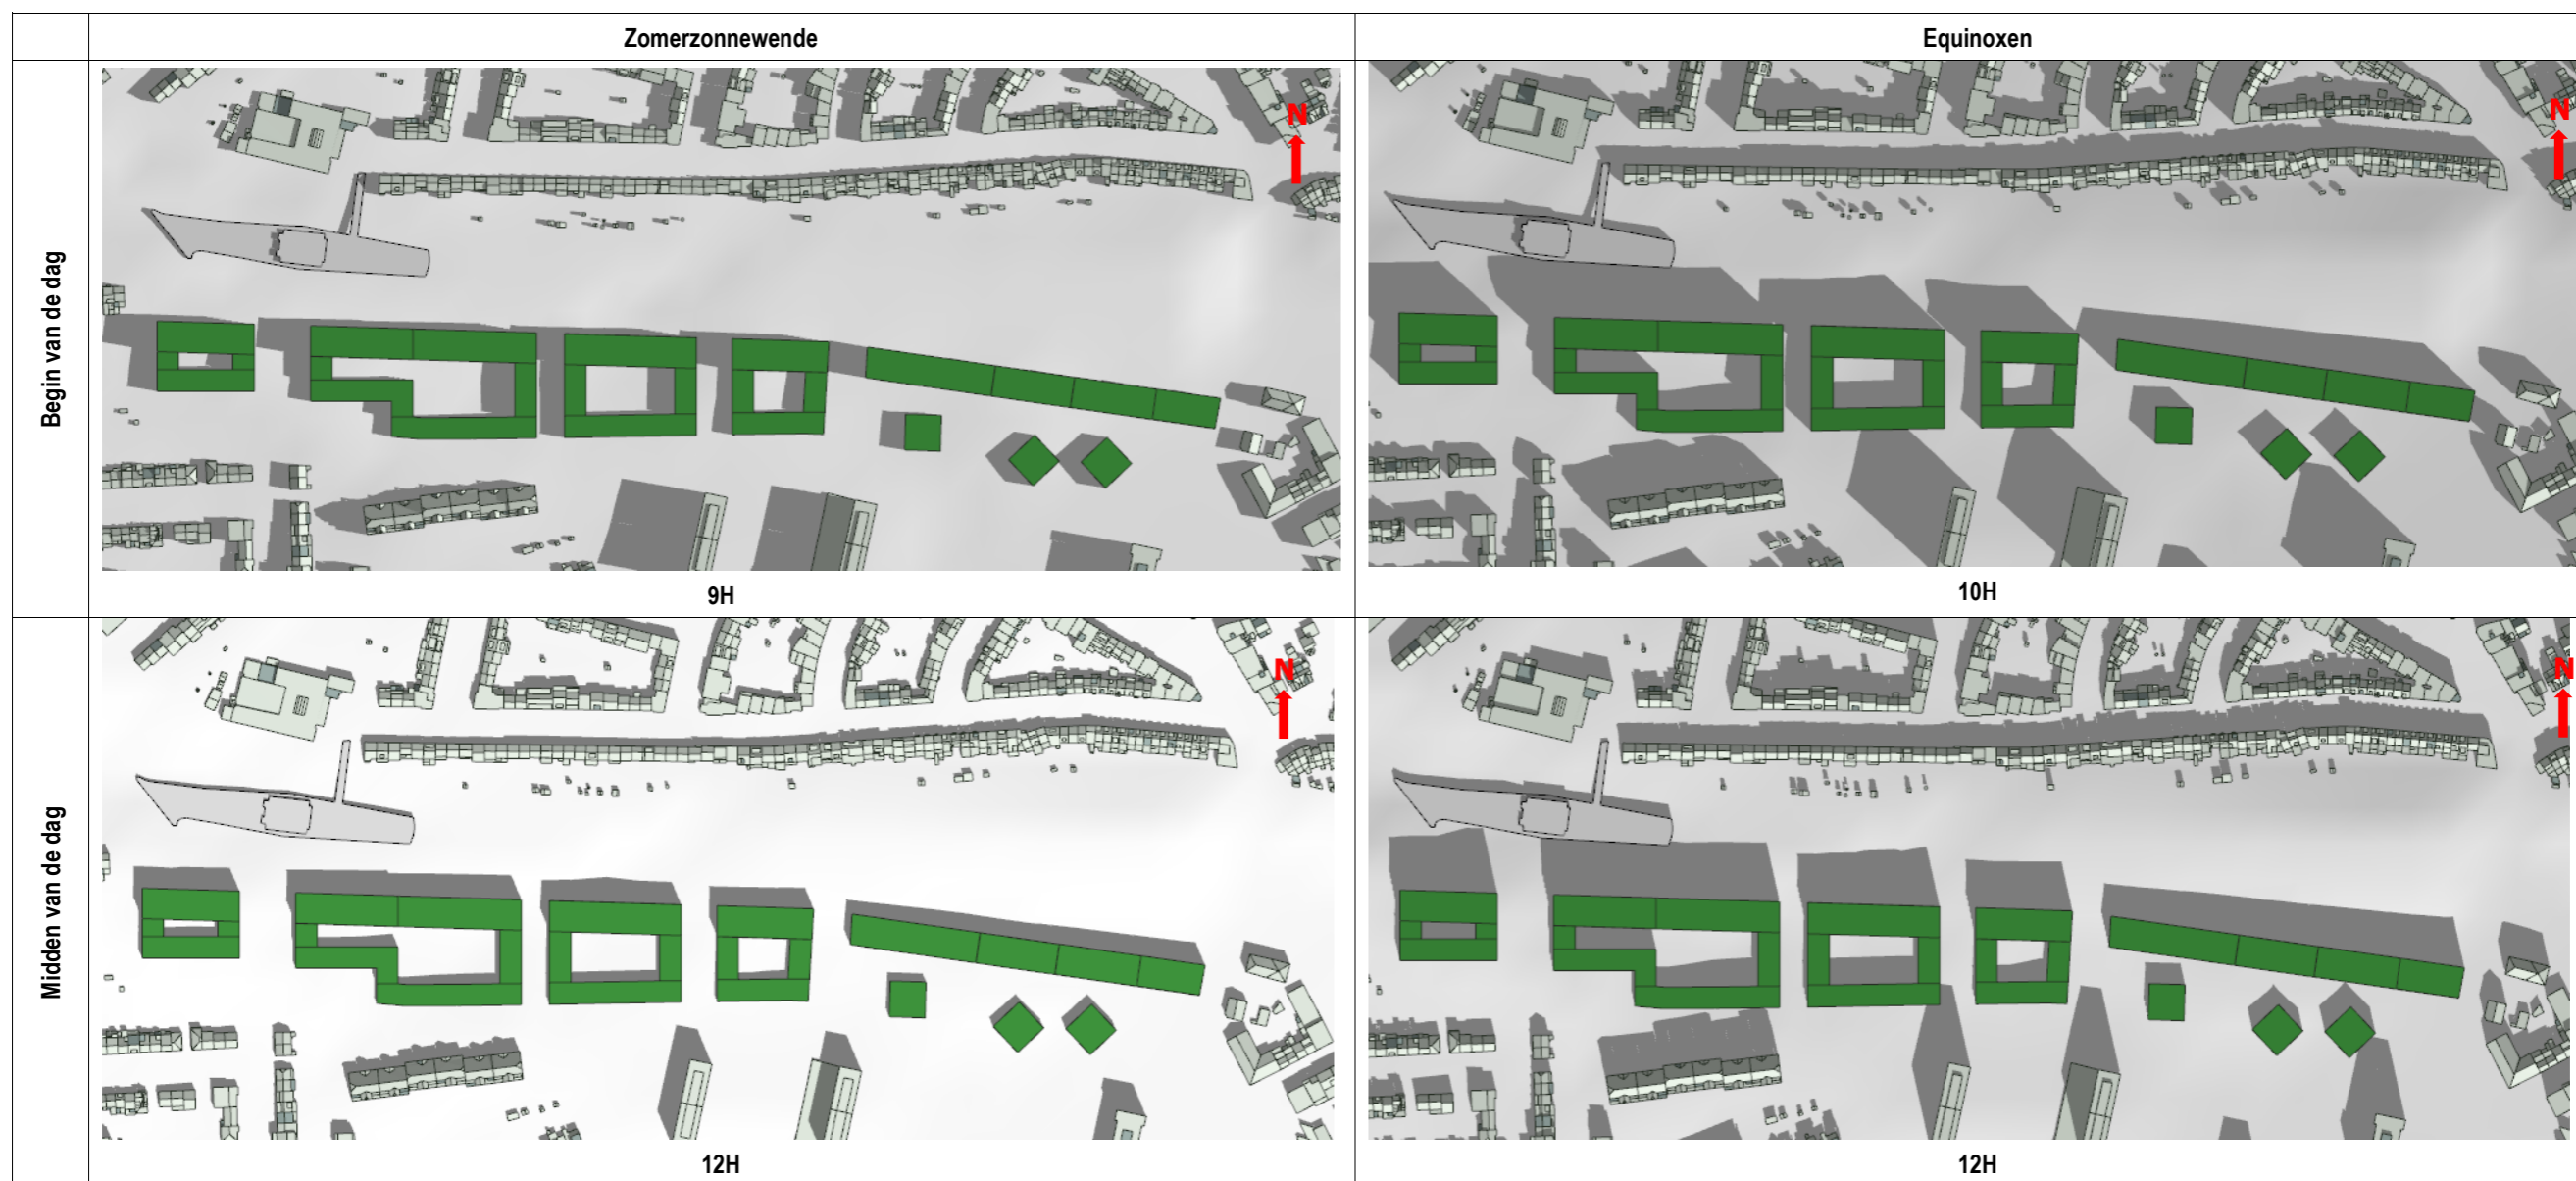 Zomerzonnewende
Equinoxen
Begin van de dag
N
N
9H
10H
Midden van de dag
N
N
12H
12H